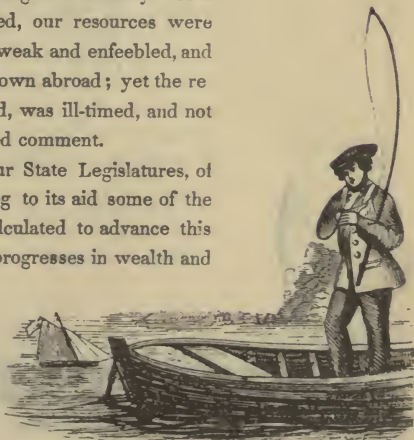 ed, our resources were
weak and enfeebled, and
own abroad; yet the re
d, was ill-timed, and not
d comment.
ur State Legislatures, of
g to its aid some of the
lculated to advance this
progresses in wealth and